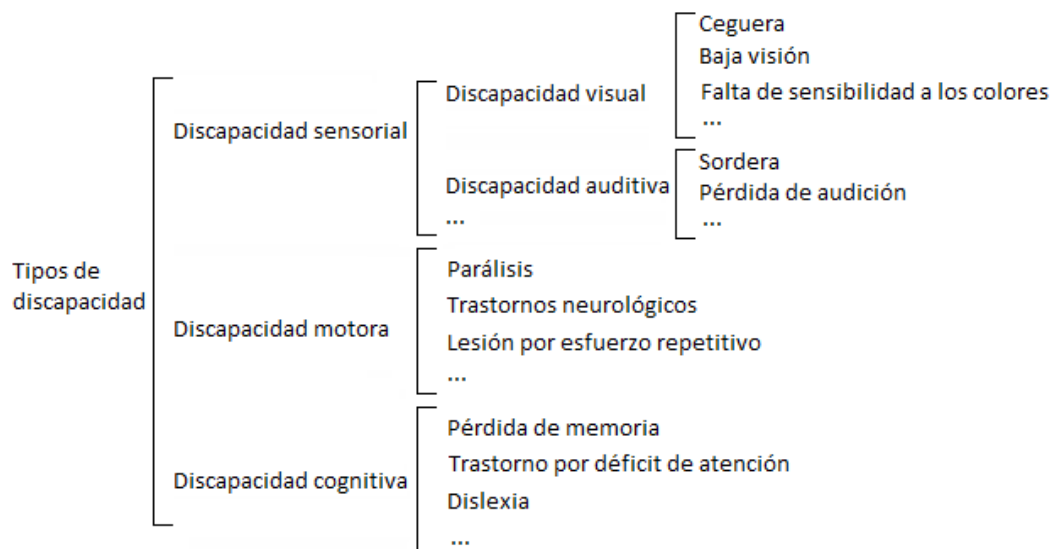 Tipos de
discapacidad
Discapacidad sensorial
Discapacidad visual
Ceguera
Baja visión
Falta de sensibilidad a los colores
...
Discapacidad auditiva
Sordera
Pérdida de audición
...
...
Discapacidad motora
Parálisis
Trastornos neurológicos
Lesión por esfuerzo repetitivo
...
Discapacidad cognitiva
Pérdida de memoria
Trastorno por déficit de atención
Dislexia
...